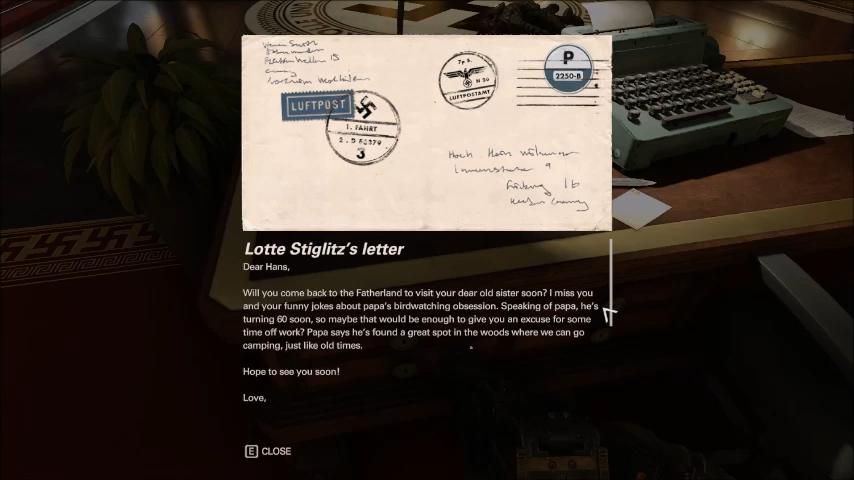 LUFTPOST
1. FAHRT
3
LUFTPOSTAMT
P
2250-B
Lotte Stiglitz's letter
Dear Hans,
Will you come back to the Fatherland to visit your dear old sister soon? I miss you
and your funny jokes about papa's birdwatching obsession. Speaking of papa, he's
turning 60 soon, so maybe that would be enough to give you an excuse for some
time off work? Papa says he's found a great spot in the woods where we can go
camping, just like old times.
Hope to see you soon!
Love,
E CLOSE